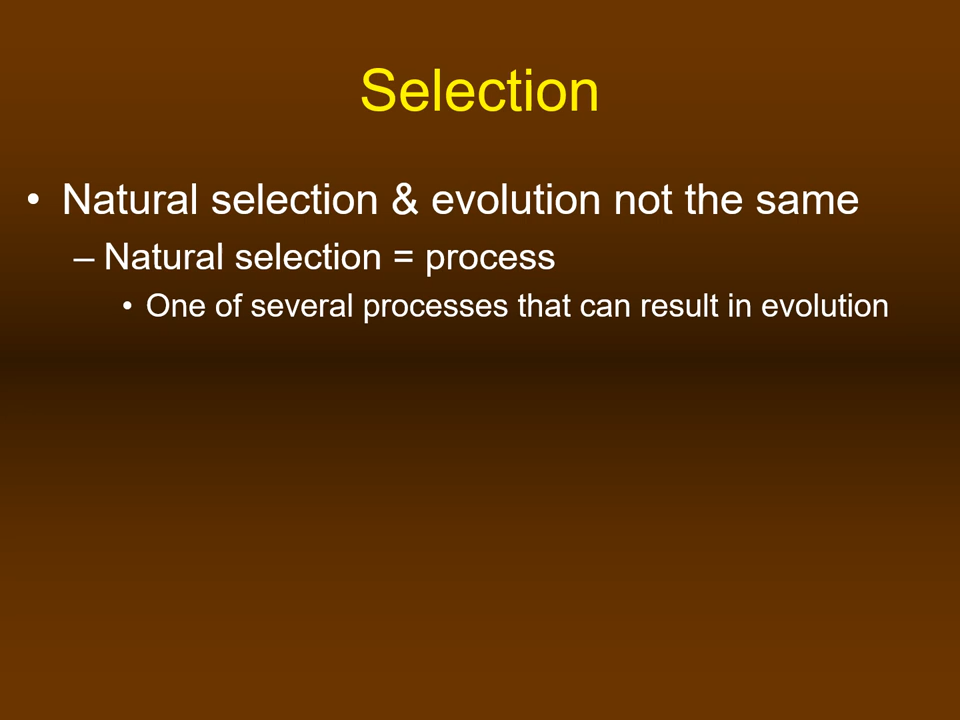 Selection
• Natural selection & evolution not the same
– Natural selection = process
• One of several processes that can result in evolution